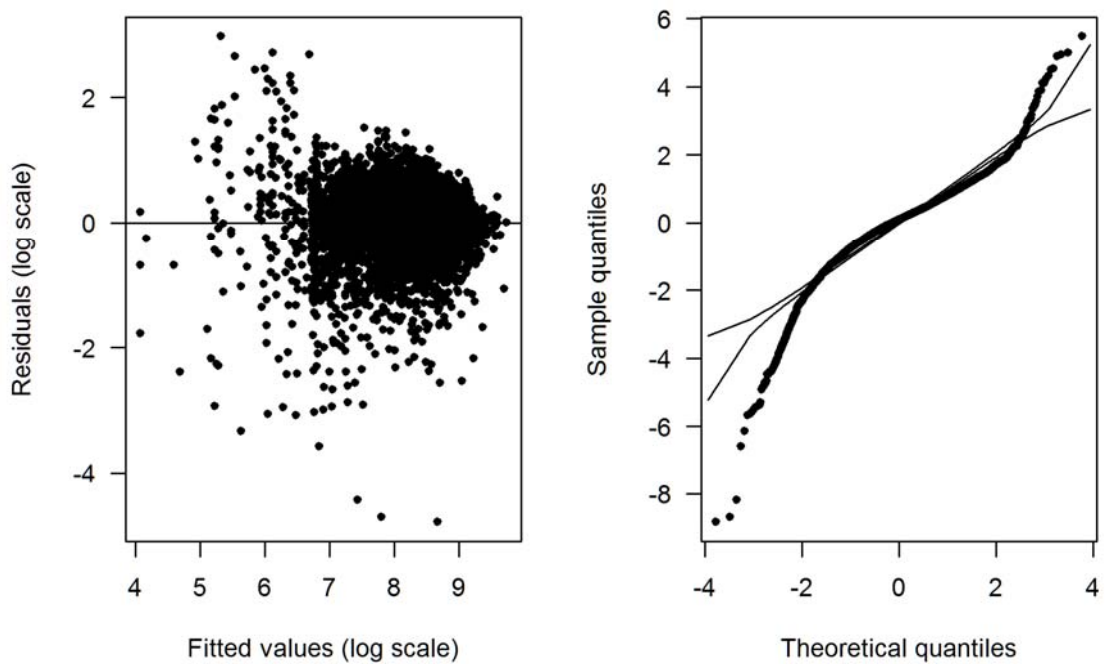 Residuals (log scale)
2
0
-2
-4
4 5 6 7 8 9
Fitted values (log scale)
Sample quantiles
6
4
2
0
-2
-4
-6
-8
-4 -2 0 2 4
Theoretical quantiles